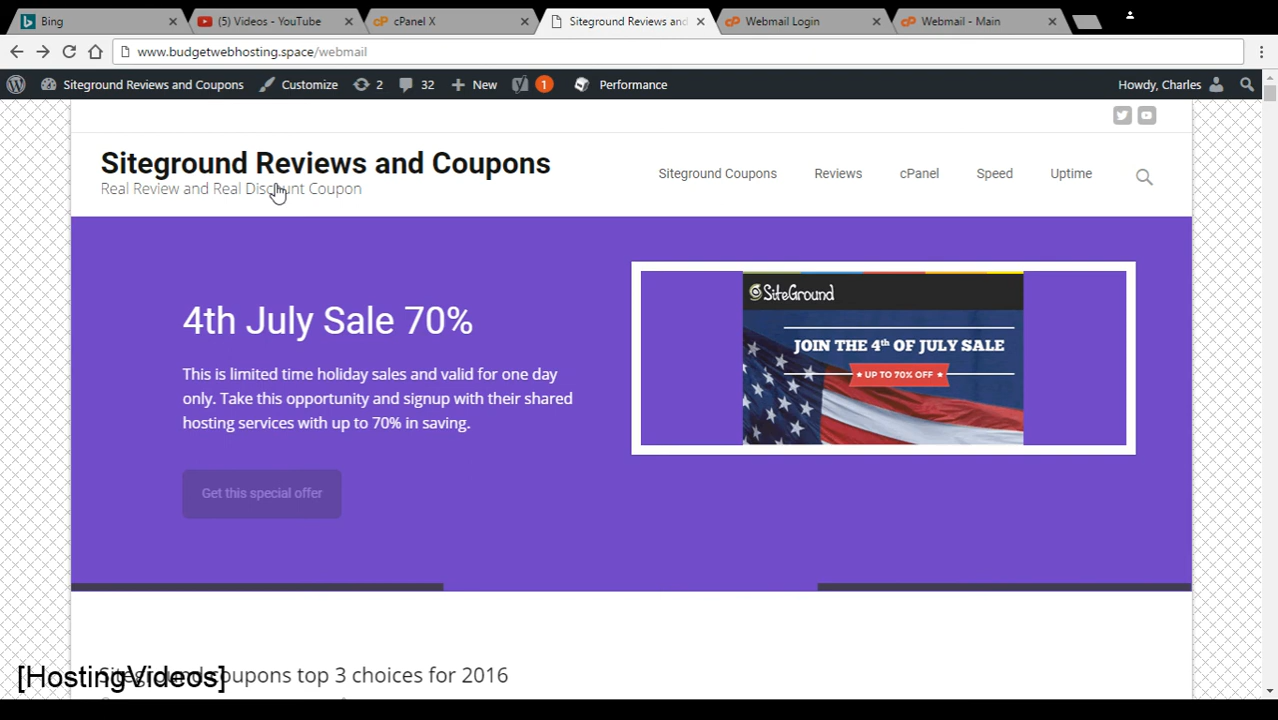 Bing
(5) Videos - YouTube
cPanel X
Siteground Reviews and
Webmail Login
Webmail - Main
www.budgetwebhosting.space/webmail
Siteground Reviews and Coupons
Customize
2
32
New
1
Performance
Howdy, Charles
Siteground Reviews and Coupons
Real Review and Real Discount Coupon
Siteground Coupons
Reviews
cPanel
Speed
Uptime
4th July Sale 70%
This is limited time holiday sales and valid for one day
only. Take this opportunity and signup with their shared
hosting services with up to 70% in saving.
Get this special offer
SiteGround
JOIN THE 4th OF JULY SALE
★ UP TO 70% OFF ★
Siteground coupons top 3 choices for 2016
[HostingVideos]